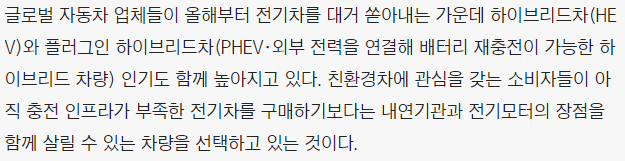 글로벌 자동차 업체들이 올해부터 전기차를 대거 쏟아내는 가운데 하이브리드차(HE
V)와 플러그인 하이브리드차(PHEV·외부 전력을 연결해 배터리 재충전이 가능한 하
이브리드 차량) 인기도 함께 높아지고 있다. 친환경차에 관심을 갖는 소비자들이 아
직 충전 인프라가 부족한 전기차를 구매하기보다는 내연기관과 전기모터의 장점을
함께 살릴 수 있는 차량을 선택하고 있는 것이다.